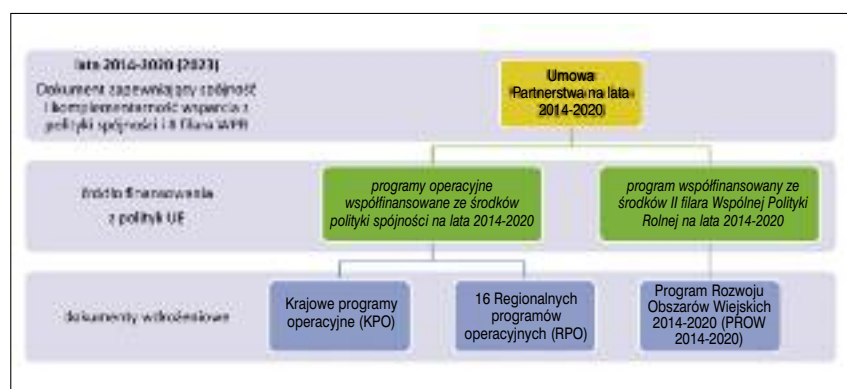 lata 2014-2020 (2023)
Dokument zapewniający spójność
i komplementarność wsparcia z
polityki spójności i II filara WPR
Umowa
Partnerstwa na lata
2014-2020
źródło finansowania
z polityk UE
programy operacyjne
współfinansowane ze środków
polityki spójności na lata 2014-2020
program współfinansowany ze
środków II filara Wspólnej Polityki
Rolnej na lata 2014-2020
dokumenty wdrożeniowe
Krajowe programy
operacyjne (KPO)
16 Regionalnych
programów
operacyjnych (RPO)
Program Rozwoju
Obszarów Wiejskich
2014-2020 (PROW
2014-2020)